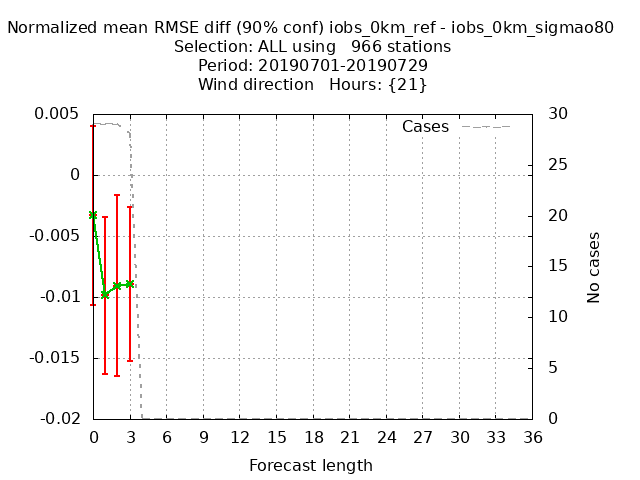 Normalized mean RMSE diff (90% conf) iobs_0km_ref - iobs_0km_sigmao80
Selection: ALL using   966 stations
Period: 20190701-20190729
Wind direction   Hours: {21}
0.005
0
-0.005
-0.01
-0.015
-0.02
Cases
30
25
20
15
10
5
0
No cases
0 3 6 9 12 15 18 21 24 27 30 33 36
Forecast length